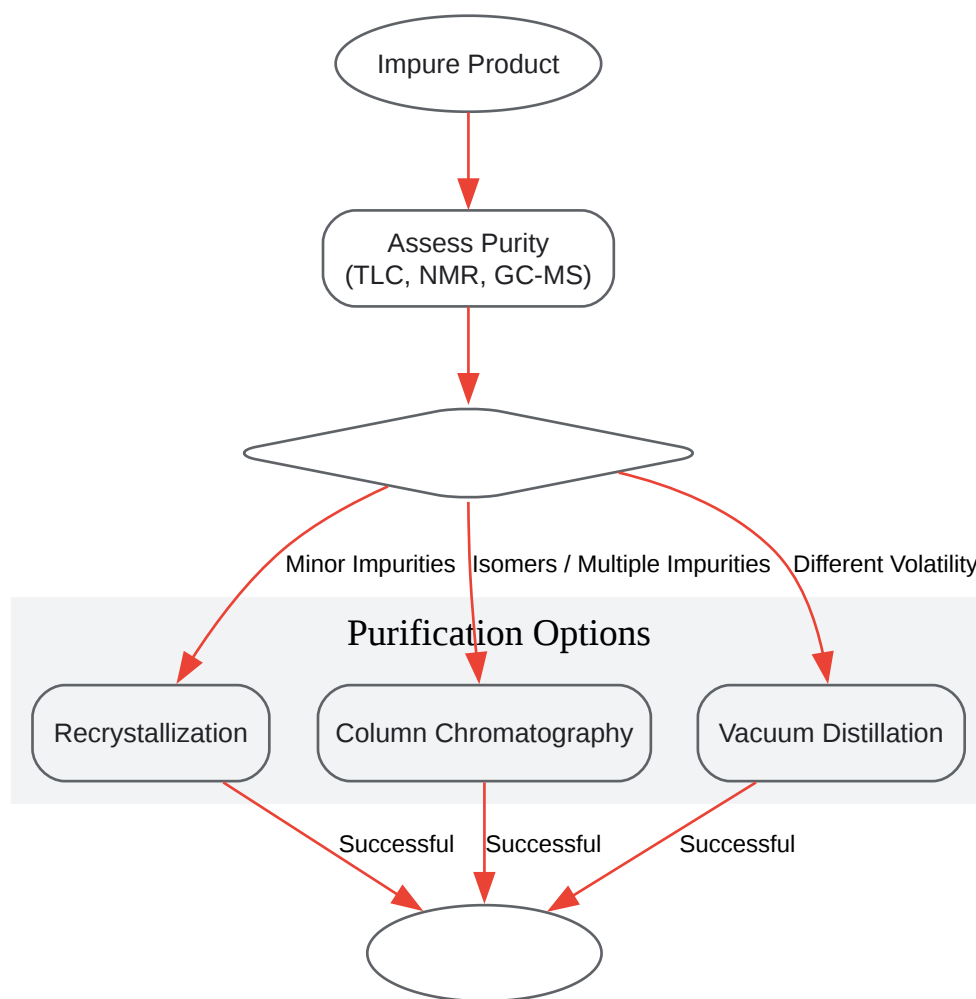 Impure Product
Assess Purity
(TLC, NMR, GC-MS)
Minor Impurities
Isomers / Multiple Impurities
Different Volatility
Purification Options
Recrystallization
Column Chromatography
Vacuum Distillation
Successful
Successful
Successful